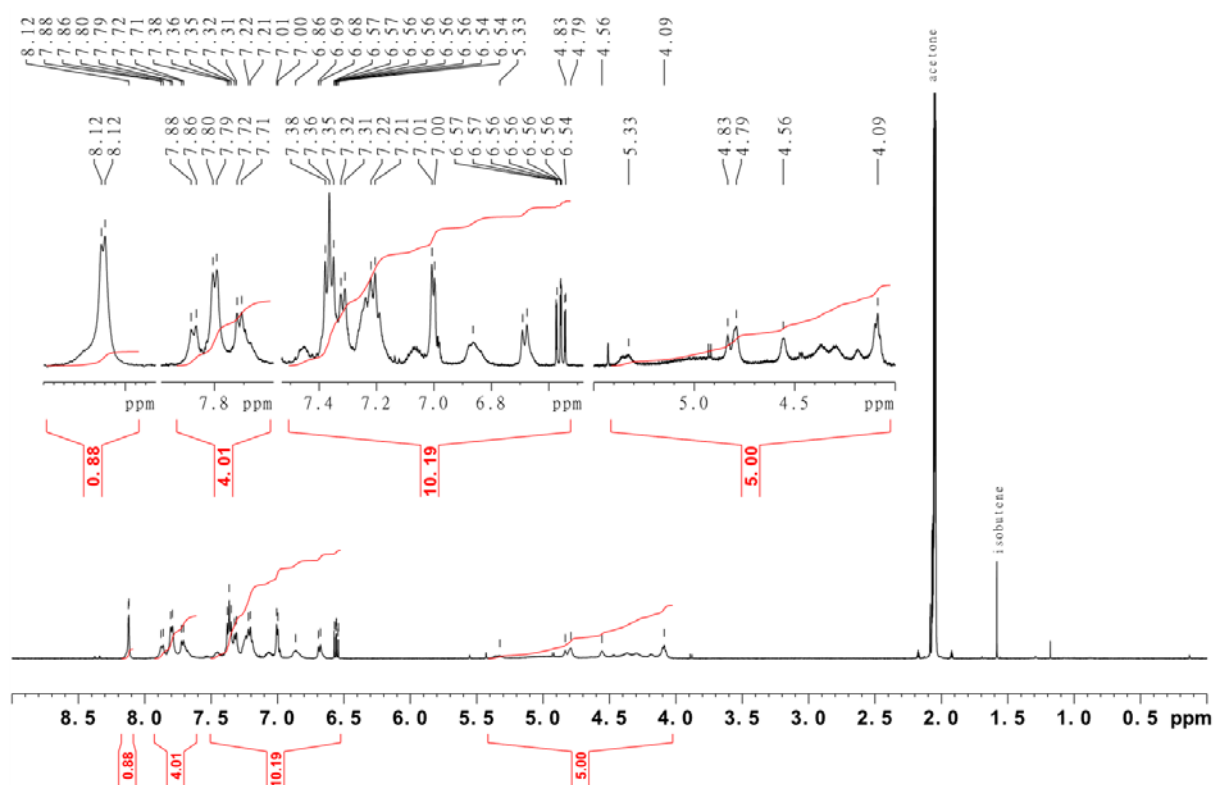 8.12 7.88 7.86 7.80 7.79 7.72 7.71 7.38 7.36 7.35 7.32 7.31 7.22 7.21 7.01 7.00 6.86 6.69 6.68 6.57 6.57 6.56 6.56 6.56 6.56 6.54 6.54 5.33 4.83 4.79 4.56 4.09
acetone
8.12 8.12 7.88 7.86 7.80 7.79 7.72 7.71 7.38 7.36 7.35 7.32 7.31 7.22 7.21 7.01 7.00 6.57 6.57 6.56 6.56 6.56 6.56 6.54 5.33 4.83 4.79 4.56 4.09
ppm 7.8 ppm 7.4 7.2 7.0 6.8 ppm 5.0 4.5 ppm
0.88 4.01 10.19 5.00
isobutene
8.5 8.0 7.5 7.0 6.5 6.0 5.5 5.0 4.5 4.0 3.5 3.0 2.5 2.0 1.5 1.0 0.5 ppm
0.88 4.01 10.19 5.00